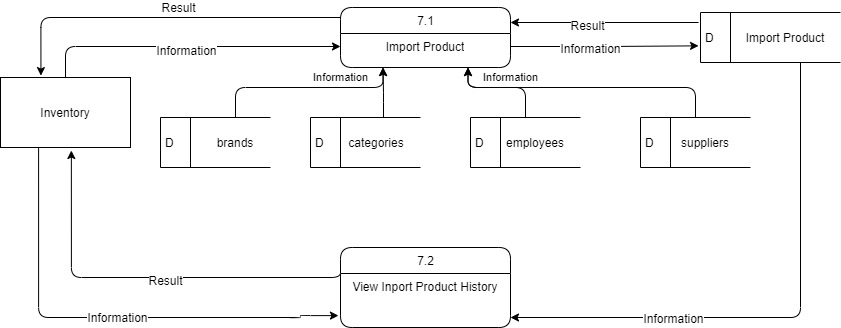 Result
7.1
Import Product
Result
D
Import Product
Information
Information
Information
Information
Inventory
D
brands
D
categories
D
employees
D
suppliers
7.2
View Inport Product History
Result
Information
Information